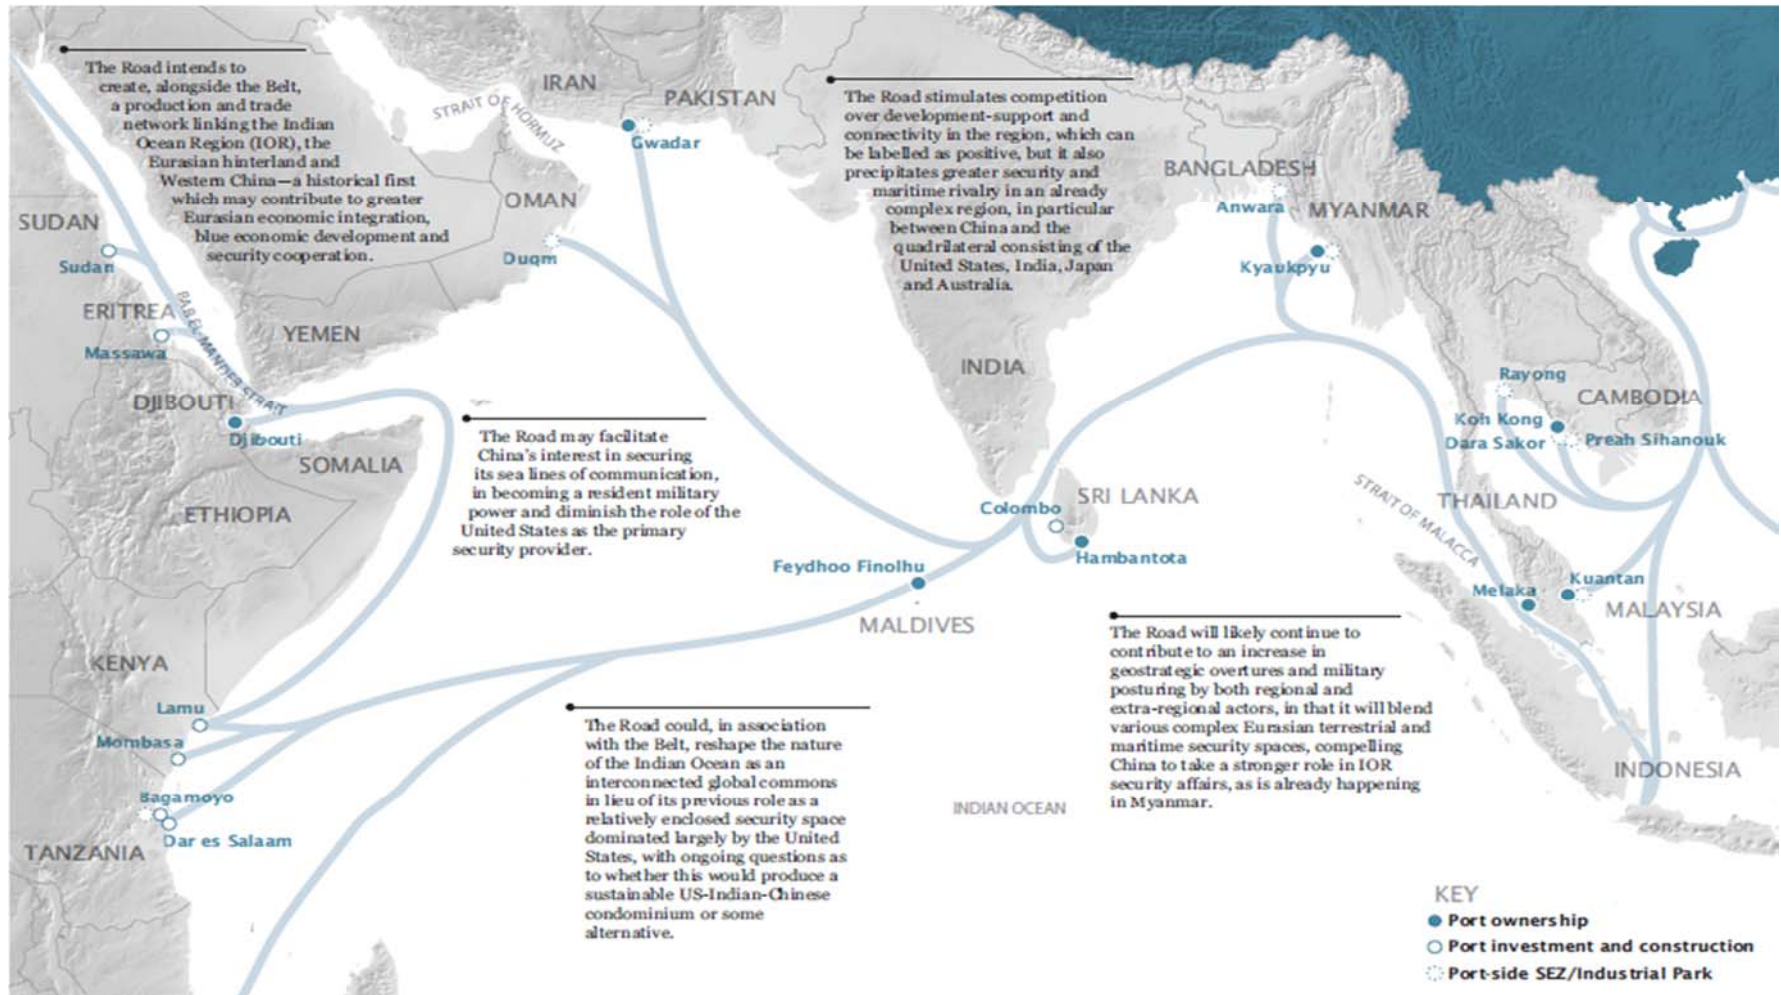 The Road intends to
create, alongside the Belt,
a production and trade
network linking the Indian
Ocean Region (IOR), the
Eurasian hinterland and
Western China—a historical first
which may contribute to greater
Eurasian economic integration,
blue economic development and
security cooperation.
IRAN
PAKISTAN
STRAIT OF HORMUZ
Gwadar
The Road stimulates competition
over development-support and
connectivity in the region, which can
be labelled as positive, but it also
precipitates greater security and
maritime rivalry in an already
complex region, in particular
between China and the
quadrilateral consisting of the
United States, India, Japan
and Australia.
BANGLADESH
Anwara
MYANMAR
Kyaukpyu
OMAN
Duqm
SUDAN
Sudan
ERITREA
Massawa
BAB EL-MANDEB STRAIT
YEMEN
DJIBOUTI
Djibouti
SOMALIA
ETHIOPIA
INDIA
Rayong
CAMBODIA
Koh Kong
Dara Sakor
Preah Sihanouk
The Road may facilitate
China's interest in securing
its sea lines of communication,
in becoming a resident military
power and diminish the role of the
United States as the primary
security provider.
SRI LANKA
Colombo
Hambantota
THAILAND
STRAIT OF MALACCA
Feydhoo Finolhu
MALDIVES
Melaka
Kuantan
MALAYSIA
The Road will likely continue to
contribute to an increase in
geostrategic overtures and military
posturing by both regional and
extra-regional actors, in that it will blend
various complex Eurasian terrestrial and
maritime security spaces, compelling
China to take a stronger role in IOR
security affairs, as is already happening
in Myanmar.
KENYA
Lamu
Mombasa
Bagamoyo
Dar es Salaam
TANZANIA
The Road could, in association
with the Belt, reshape the nature
of the Indian Ocean as an
interconnected global commons
in lieu of its previous role as a
relatively enclosed security space
dominated largely by the United
States, with ongoing questions as
to whether this would produce a
sustainable US-Indian-Chinese
condominium or some
alternative.
INDIAN OCEAN
INDONESIA
KEY
Port ownership
Port investment and construction
Port-side SEZ/Industrial Park